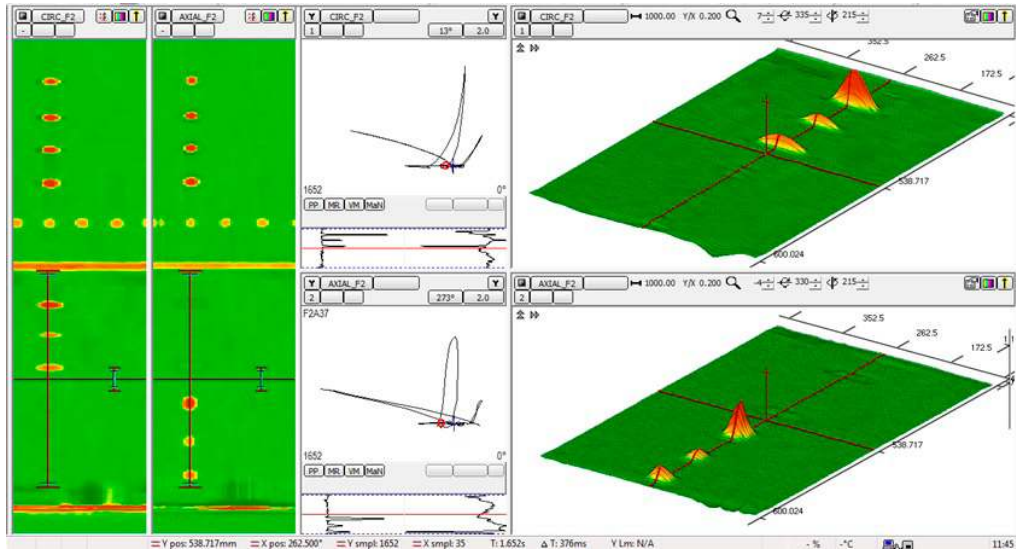 CIRC_F2
-
AXIAL_F2
-
Y CIRC_F2 Y
1 13° 2.0
1652 0°
PP MR VM MaN
Y AXIAL_F2 Y
2 273° 2.0
F2A37
1652 0°
PP MR VM MaN
CIRC_F2 1000.00 Y/X 0.200 7 335 215
1
352.5
262.5
172.5
538.717
600.024
AXIAL_F2 1000.00 Y/X 0.200 -4 330 215
2
352.5
262.5
172.5
538.717
600.024
Y pos: 538.717mm X pos: 262.500° Y smpl: 1652 X smpl: 35 T: 1.652s Δ T: 376ms Y Lm: N/A - % -°C 11:45